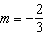 m = −2/3